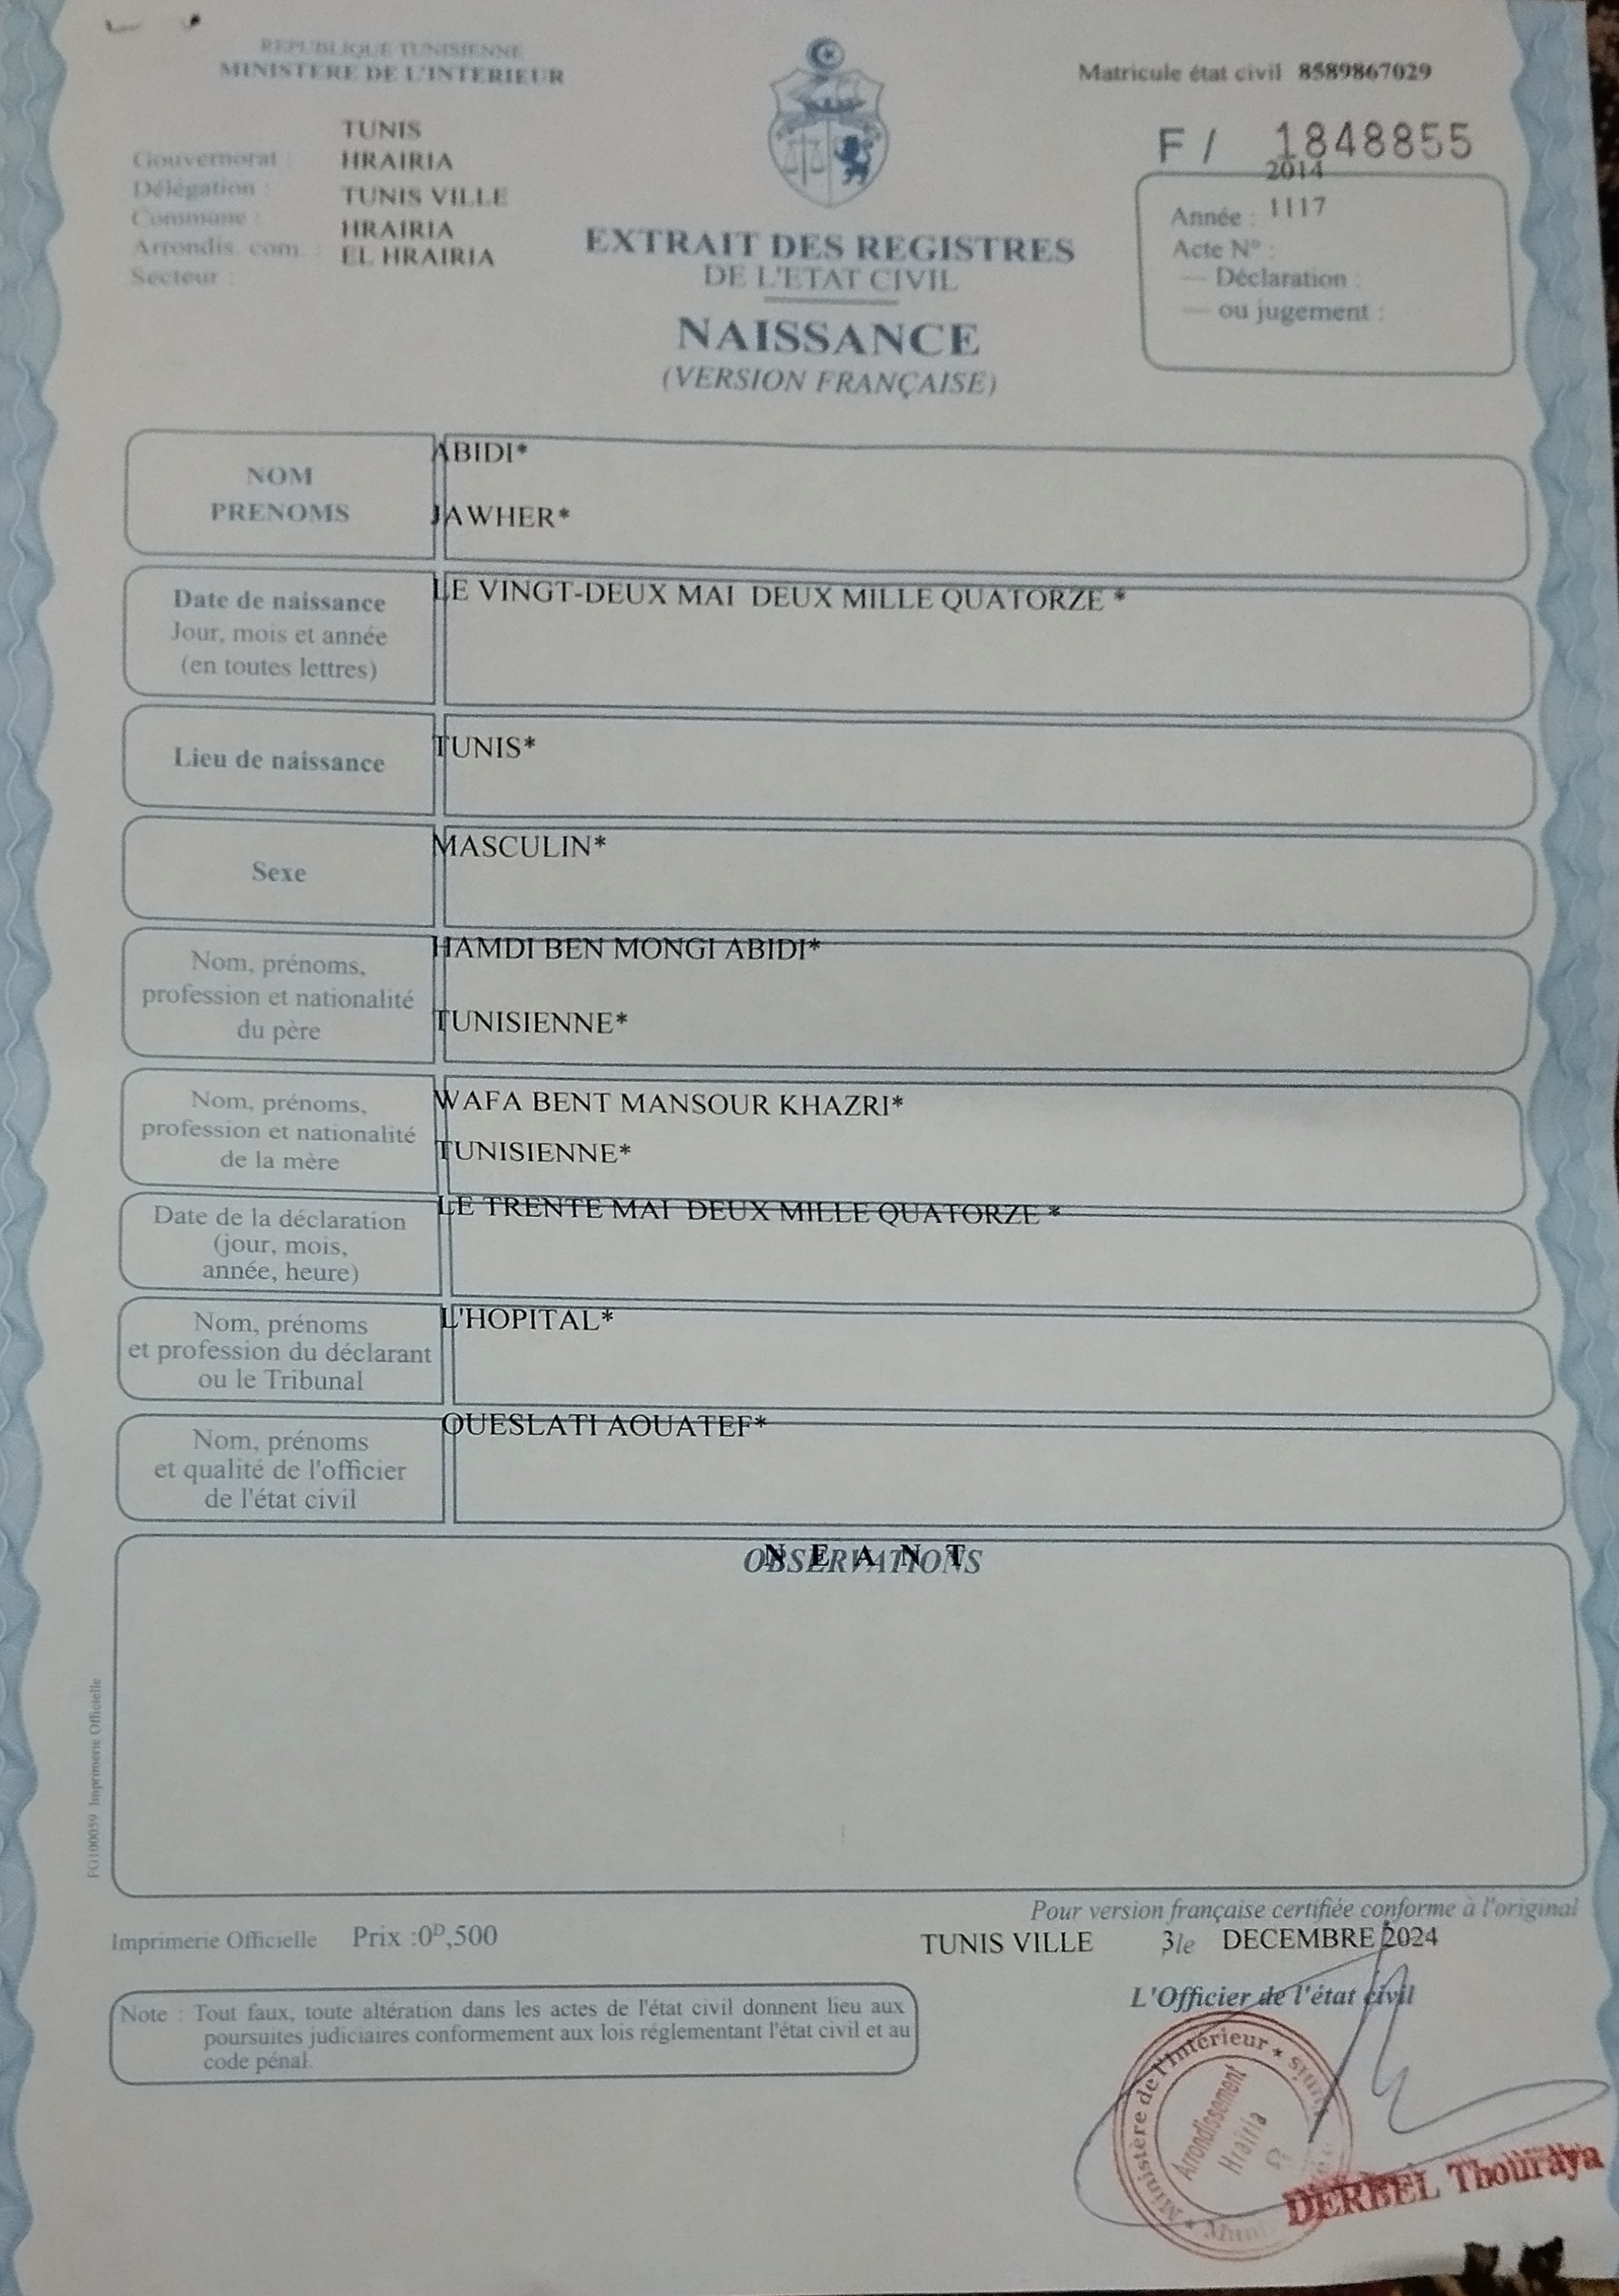 REPUBLIQUE TUNISIENNE
MINISTERE DE L'INTERIEUR
Matricule état civil 8589867029
F / 1848855
TUNIS
Gouvernorat : HRAIRIA
Délégation : TUNIS VILLE
Commune : HRAIRIA
Arrondis. com. : EL HRAIRIA
Secteur :
2014
Année : 1117
Acte N° :
— Déclaration :
— ou jugement :
EXTRAIT DES REGISTRES
DE L'ETAT CIVIL
NAISSANCE
(VERSION FRANÇAISE)
NOM
PRENOMS
ABIDI*
JAWHER*
Date de naissance
Jour, mois et année
(en toutes lettres)
LE VINGT-DEUX MAI DEUX MILLE QUATORZE *
Lieu de naissance
TUNIS*
Sexe
MASCULIN*
Nom, prénoms,
profession et nationalité
du père
HAMDI BEN MONGI ABIDI*
TUNISIENNE*
Nom, prénoms,
profession et nationalité
de la mère
WAFA BENT MANSOUR KHAZRI*
TUNISIENNE*
Date de la déclaration
(jour, mois,
année, heure)
LE TRENTE MAI DEUX MILLE QUATORZE *
Nom, prénoms
et profession du déclarant
ou le Tribunal
L'HOPITAL*
Nom, prénoms
et qualité de l'officier
de l'état civil
OUESLATI AOUATEF*
OBSERVATIONS
N E A N T
FG100059 Imprimerie Officielle
Pour version française certifiée conforme à l'original
Imprimerie Officielle Prix :0D,500
TUNIS VILLE 3 le DECEMBRE 2024
L'Officier de l'état civil
Note : Tout faux, toute altération dans les actes de l'état civil donnent lieu aux
poursuites judiciaires conformement aux lois réglementant l'état civil et au
code pénal.
Ministère de l'Intérieur * Tunis
Arrondissement
Hrairia
DERBEL Thouraya